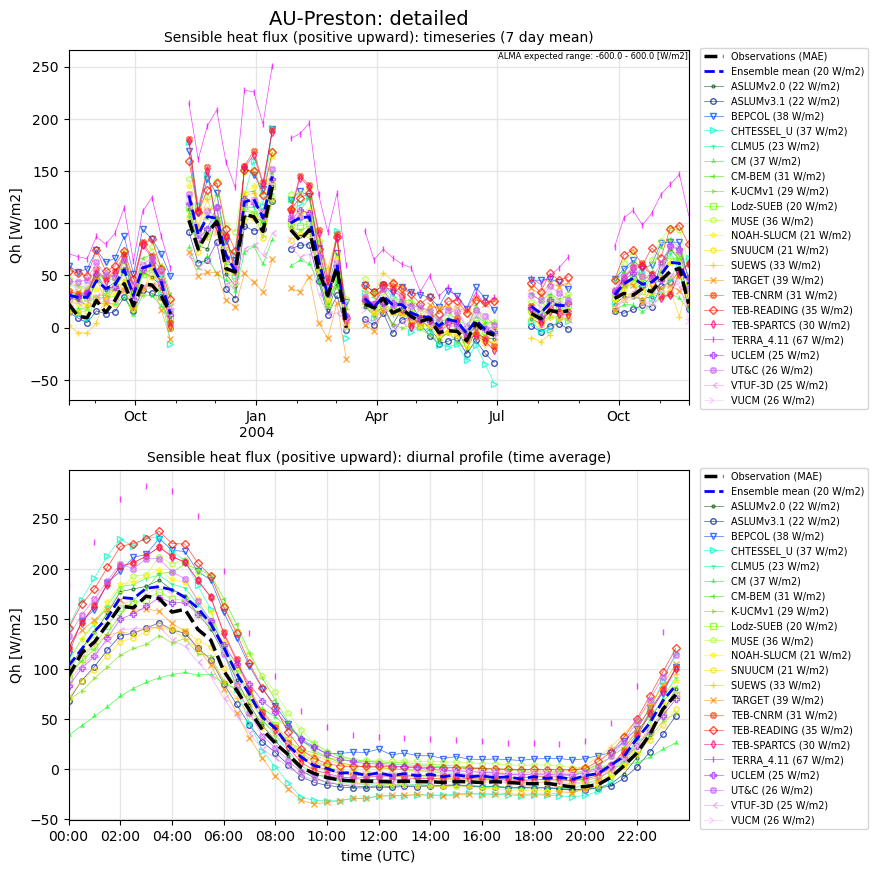 AU-Preston: detailed
Sensible heat flux (positive upward): timeseries (7 day mean)
ALMA expected range: -600.0 - 600.0 [W/m2]
Qh [W/m2]
250
200
150
100
50
0
−50
Oct
Jan
2004
Apr
Jul
Oct
Observations (MAE)
Ensemble mean (20 W/m2)
ASLUMv2.0 (22 W/m2)
ASLUMv3.1 (22 W/m2)
BEPCOL (38 W/m2)
CHTESSEL_U (37 W/m2)
CLMU5 (23 W/m2)
CM (37 W/m2)
CM-BEM (31 W/m2)
K-UCMv1 (29 W/m2)
Lodz-SUEB (20 W/m2)
MUSE (36 W/m2)
NOAH-SLUCM (21 W/m2)
SNUUCM (21 W/m2)
SUEWS (33 W/m2)
TARGET (39 W/m2)
TEB-CNRM (31 W/m2)
TEB-READING (35 W/m2)
TEB-SPARTCS (30 W/m2)
TERRA_4.11 (67 W/m2)
UCLEM (25 W/m2)
UT&C (26 W/m2)
VTUF-3D (25 W/m2)
VUCM (26 W/m2)
Sensible heat flux (positive upward): diurnal profile (time average)
Qh [W/m2]
250
200
150
100
50
0
−50
00:00
02:00
04:00
06:00
08:00
10:00
12:00
14:00
16:00
18:00
20:00
22:00
time (UTC)
Observation (MAE)
Ensemble mean (20 W/m2)
ASLUMv2.0 (22 W/m2)
ASLUMv3.1 (22 W/m2)
BEPCOL (38 W/m2)
CHTESSEL_U (37 W/m2)
CLMU5 (23 W/m2)
CM (37 W/m2)
CM-BEM (31 W/m2)
K-UCMv1 (29 W/m2)
Lodz-SUEB (20 W/m2)
MUSE (36 W/m2)
NOAH-SLUCM (21 W/m2)
SNUUCM (21 W/m2)
SUEWS (33 W/m2)
TARGET (39 W/m2)
TEB-CNRM (31 W/m2)
TEB-READING (35 W/m2)
TEB-SPARTCS (30 W/m2)
TERRA_4.11 (67 W/m2)
UCLEM (25 W/m2)
UT&C (26 W/m2)
VTUF-3D (25 W/m2)
VUCM (26 W/m2)